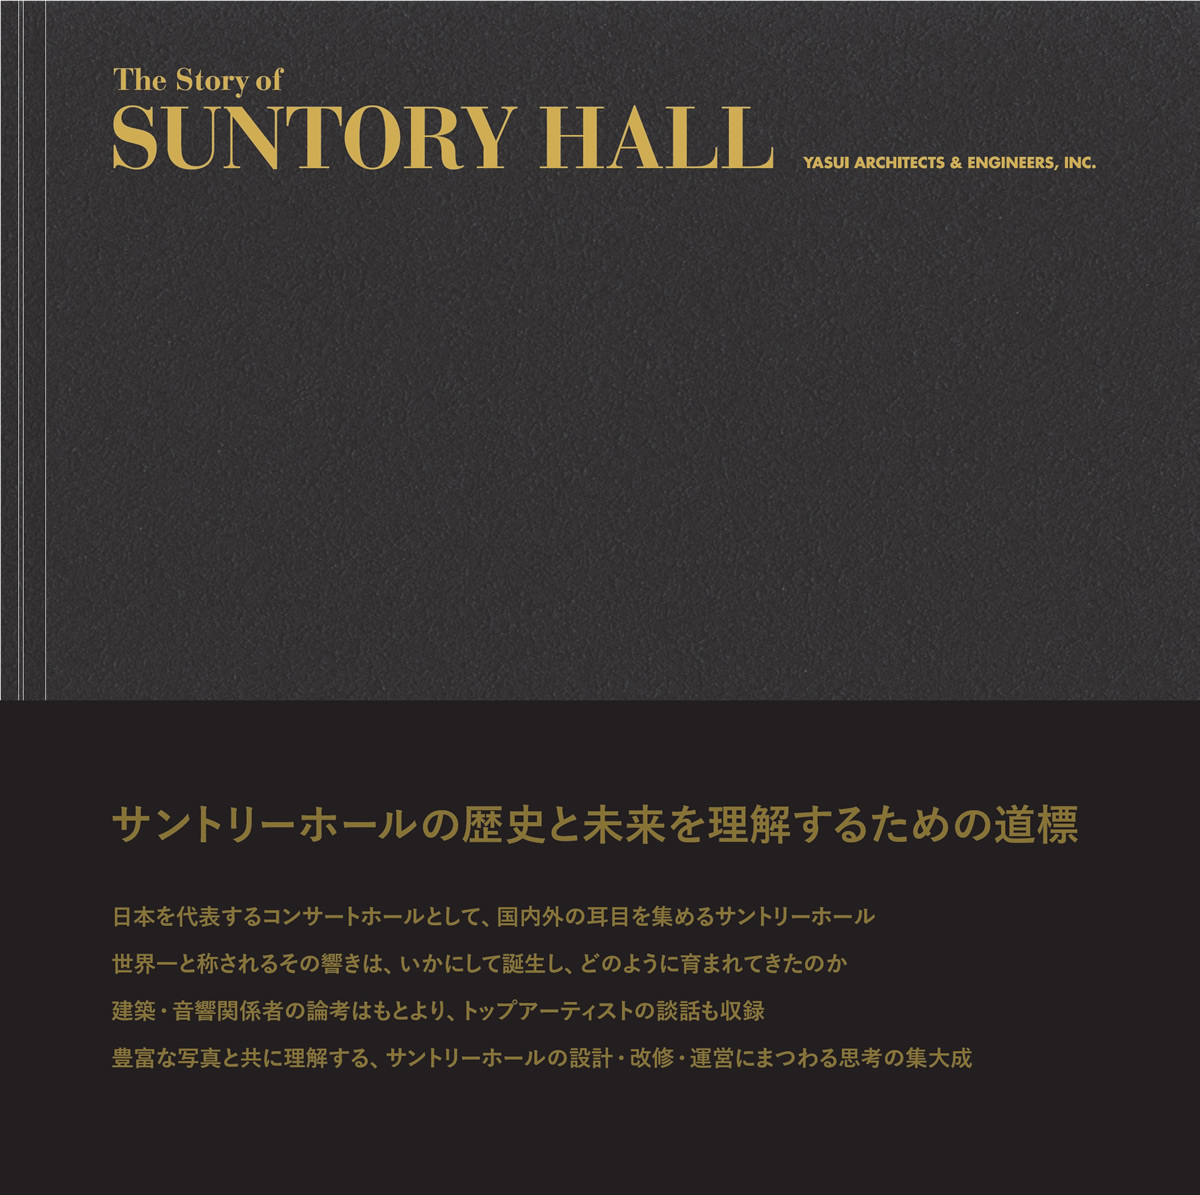 The Story of
SUNTORY HALL YASUI ARCHITECTS & ENGINEERS, INC.
サントリーホールの歴史と未来を理解するための道標
日本を代表するコンサートホールとして、国内外の耳目を集めるサントリーホール
世界一と称されるその響きは、いかにして誕生し、どのように育まれてきたのか
建築・音響関係者の論考はもとより、トップアーティストの談話も収録
豊富な写真と共に理解する、サントリーホールの設計・改修・運営にまつわる思考の集大成